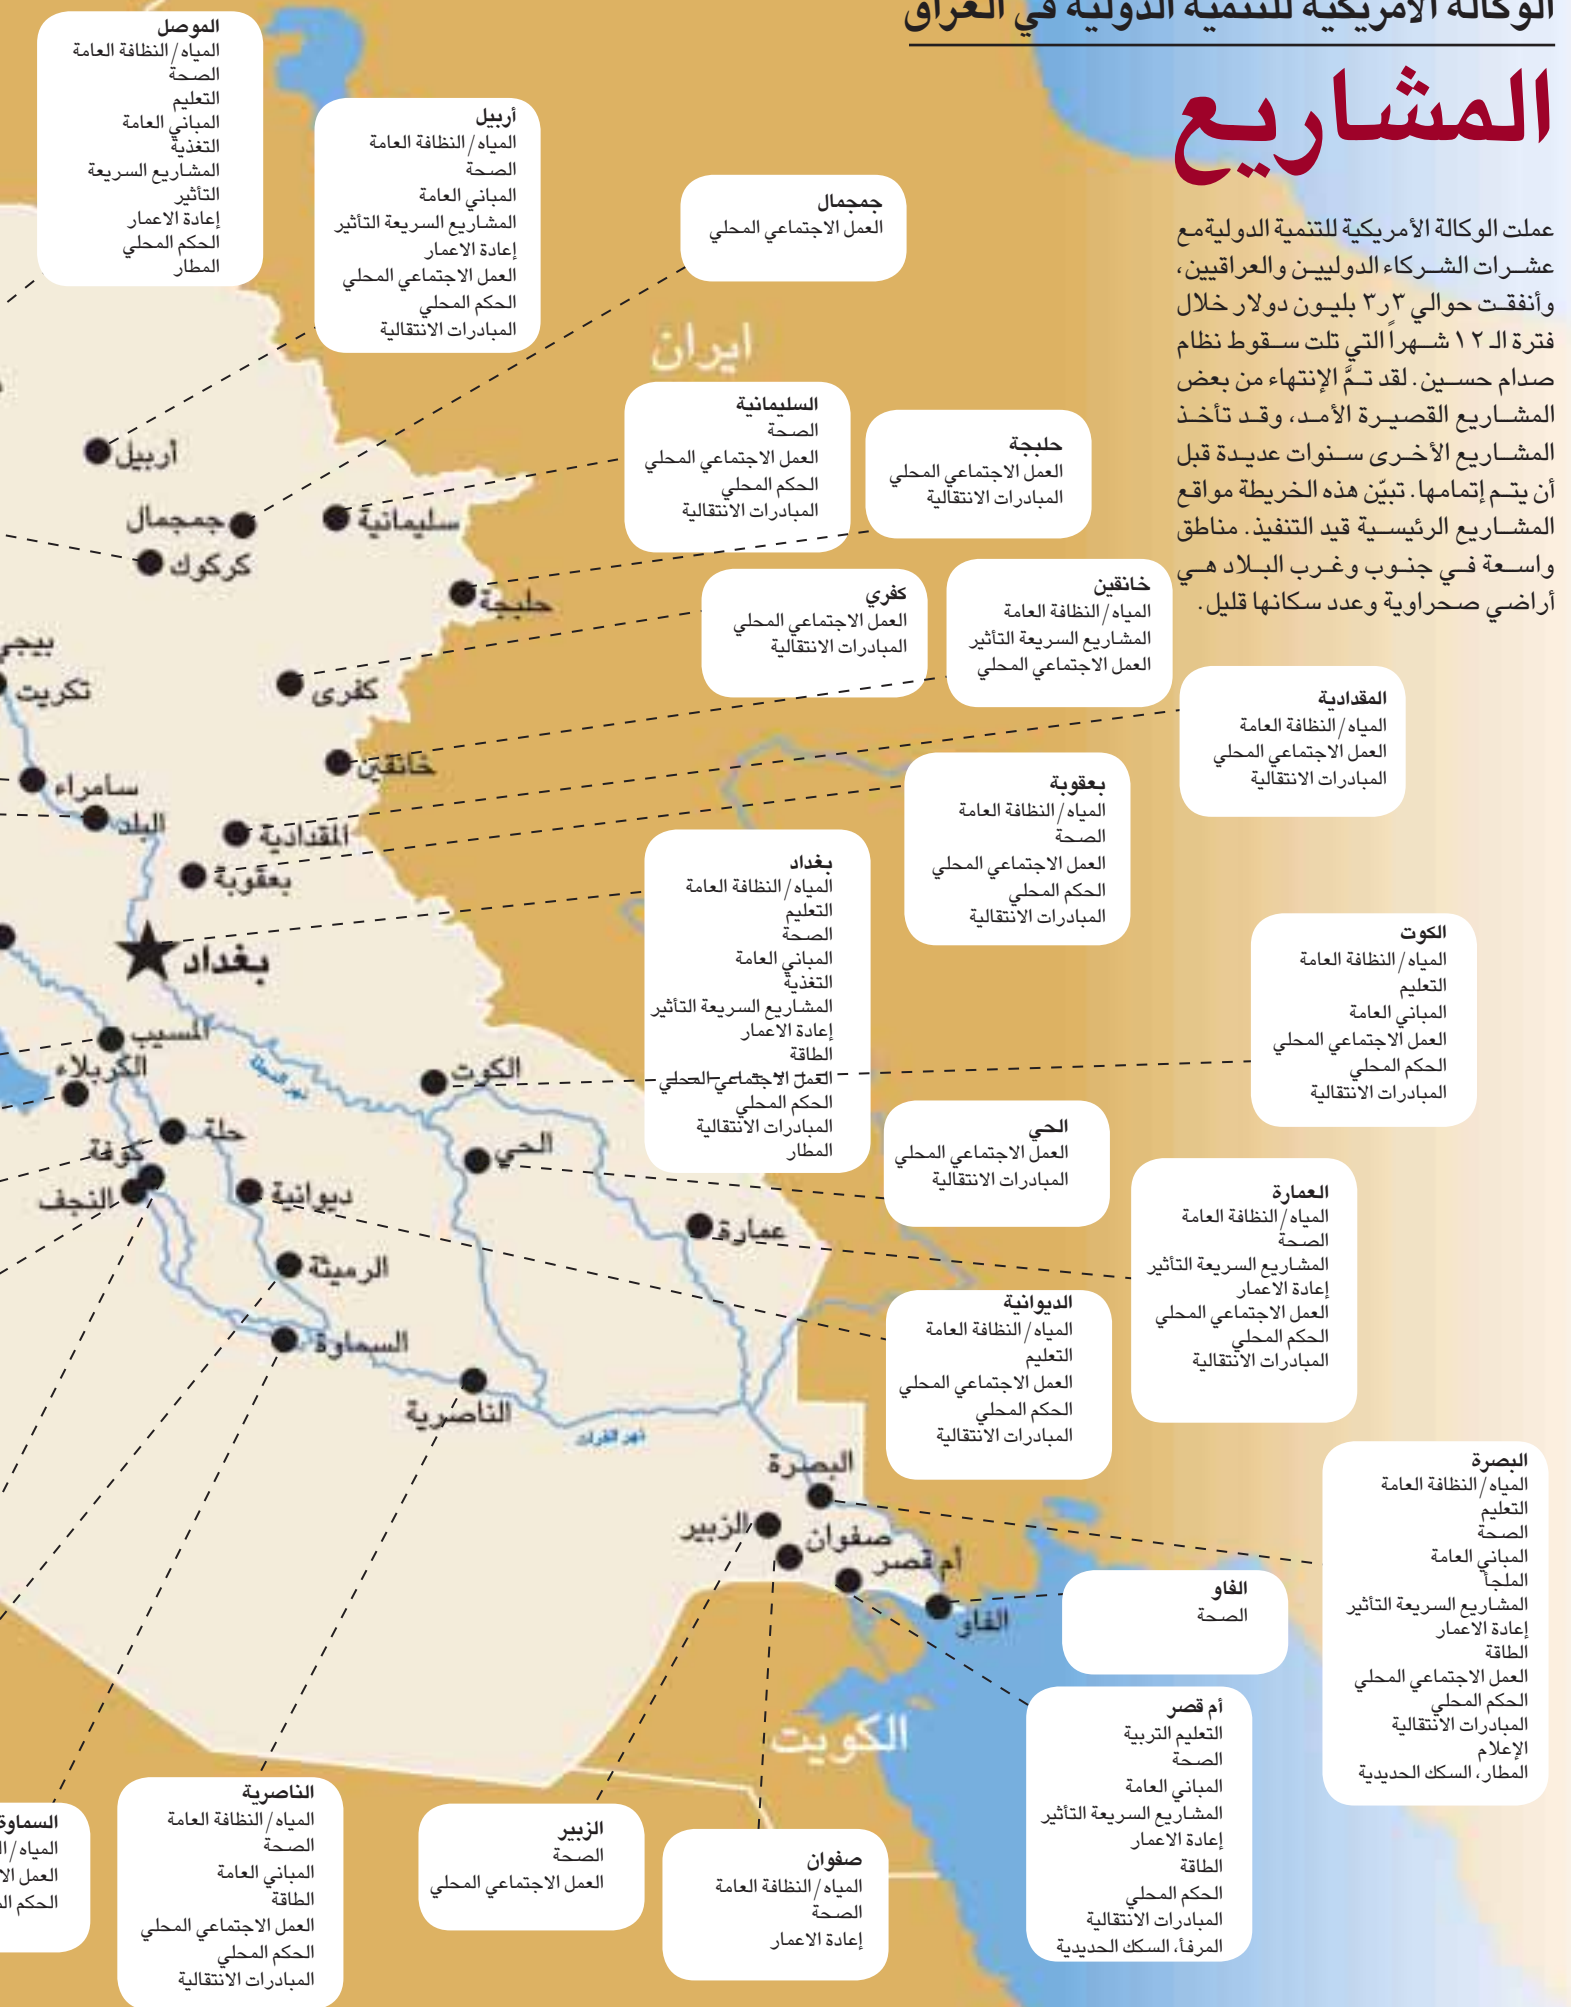 الوكالة الأمريكية للتنمية الدولية في العراق
المشاريع
عملت الوكالة الأمريكية للتنمية الدولية مع
عشرات الشركاء الدوليين والعراقيين،
وأنفقت حوالي ٣ر٣ بليون دولار خلال
فترة الـ ١٢ شهراً التي تلت سقوط نظام
صدام حسين. لقد تمَّ الإنتهاء من بعض
المشاريع القصيرة الأمد، وقد تأخذ
المشاريع الأخرى سنوات عديدة قبل
أن يتم إتمامها. تبيّن هذه الخريطة مواقع
المشاريع الرئيسية قيد التنفيذ. مناطق
واسعة في جنوب وغرب البلاد هي
أراضي صحراوية وعدد سكانها قليل.
الموصل
المياه/النظافة العامة
الصحة
التعليم
المباني العامة
التغذية
المشاريع السريعة
التأثير
إعادة الاعمار
الحكم المحلي
المطار
أربيل
المياه/النظافة العامة
الصحة
المباني العامة
المشاريع السريعة التأثير
إعادة الاعمار
العمل الاجتماعي المحلي
الحكم المحلي
المبادرات الانتقالية
جمجمال
العمل الاجتماعي المحلي
ايران
السليمانية
الصحة
العمل الاجتماعي المحلي
الحكم المحلي
المبادرات الانتقالية
حلبجة
العمل الاجتماعي المحلي
المبادرات الانتقالية
كفري
العمل الاجتماعي المحلي
المبادرات الانتقالية
خانقين
المياه/النظافة العامة
المشاريع السريعة التأثير
العمل الاجتماعي المحلي
المقدادية
المياه/النظافة العامة
العمل الاجتماعي المحلي
المبادرات الانتقالية
بعقوبة
المياه/النظافة العامة
الصحة
العمل الاجتماعي المحلي
الحكم المحلي
المبادرات الانتقالية
بغداد
المياه/النظافة العامة
التعليم
الصحة
المباني العامة
التغذية
المشاريع السريعة التأثير
إعادة الاعمار
الطاقة
العمل الاجتماعي المحلي
الحكم المحلي
المبادرات الانتقالية
المطار
الكوت
المياه/النظافة العامة
التعليم
المباني العامة
العمل الاجتماعي المحلي
الحكم المحلي
المبادرات الانتقالية
الحي
العمل الاجتماعي المحلي
المبادرات الانتقالية
العمارة
المياه/النظافة العامة
الصحة
المشاريع السريعة التأثير
إعادة الاعمار
العمل الاجتماعي المحلي
الحكم المحلي
المبادرات الانتقالية
الديوانية
المياه/النظافة العامة
التعليم
العمل الاجتماعي المحلي
الحكم المحلي
المبادرات الانتقالية
البصرة
المياه/النظافة العامة
التعليم
الصحة
المباني العامة
الملجأ
المشاريع السريعة التأثير
إعادة الاعمار
الطاقة
العمل الاجتماعي المحلي
الحكم المحلي
المبادرات الانتقالية
الإعلام
المطار، السكك الحديدية
الفاو
الصحة
أم قصر
التعليم التربية
الصحة
المباني العامة
المشاريع السريعة التأثير
إعادة الاعمار
الطاقة
الحكم المحلي
المبادرات الانتقالية
المرفأ، السكك الحديدية
صفوان
المياه/النظافة العامة
الصحة
إعادة الاعمار
الزبير
الصحة
العمل الاجتماعي المحلي
الناصرية
المياه/النظافة العامة
الصحة
المباني العامة
الطاقة
العمل الاجتماعي المحلي
الحكم المحلي
المبادرات الانتقالية
السماوة
المياه/
العمل
الحكم
أربيل
جمجمال
سليمانية
كركوك
حلبجة
بيجي
تكريت
كفرى
خانقين
سامراء
البلد
المقدادية
بعقوبة
بغداد
المسيب
الكربلاء
نهر الدجلة
الكوت
حلة
كوفة
النجف
الحي
ديوانية
عمارة
الرميثة
السماوة
الناصرية
نهر الفرات
البصرة
الزبير
صفوان
أم قصر
الفاو
الكويت